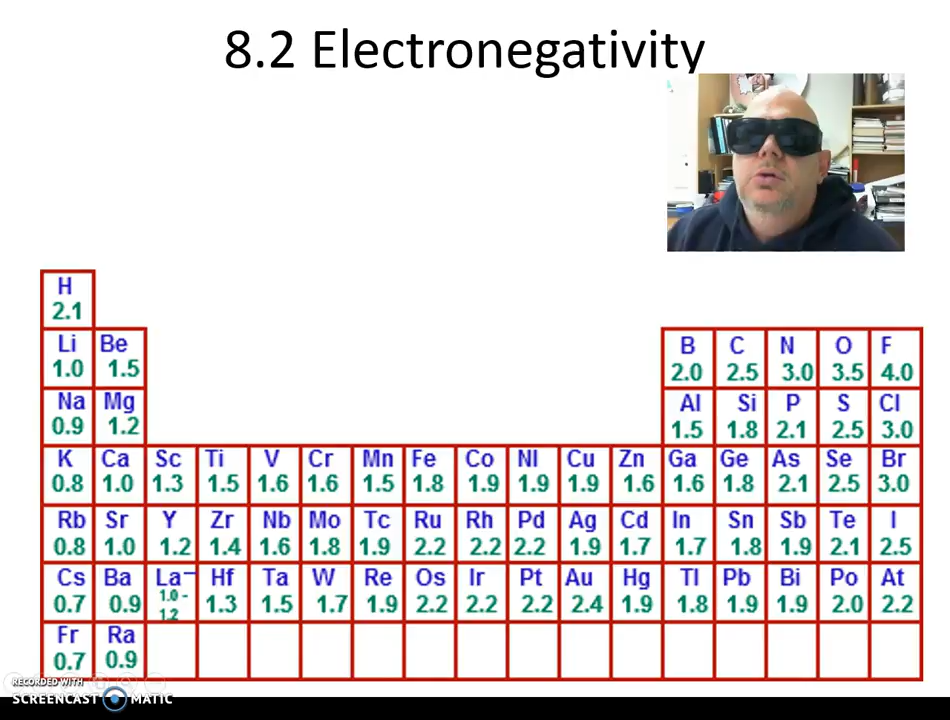 8.2 Electronegativity
H
2.1
Li Be B C N O F
1.0 1.5 2.0 2.5 3.0 3.5 4.0
Na Mg Al Si P S Cl
0.9 1.2 1.5 1.8 2.1 2.5 3.0
K Ca Sc Ti V Cr Mn Fe Co NI Cu Zn Ga Ge As Se Br
0.8 1.0 1.3 1.5 1.6 1.6 1.5 1.8 1.9 1.9 1.9 1.6 1.6 1.8 2.1 2.5 3.0
Rb Sr Y Zr Nb Mo Tc Ru Rh Pd Ag Cd In Sn Sb Te I
0.8 1.0 1.2 1.4 1.6 1.8 1.9 2.2 2.2 2.2 1.9 1.7 1.7 1.8 1.9 2.1 2.5
Cs Ba La– Hf Ta W Re Os Ir Pt Au Hg Tl Pb Bi Po At
0.7 0.9 1.0 - 1.2 1.3 1.5 1.7 1.9 2.2 2.2 2.2 2.4 1.9 1.8 1.9 1.9 2.0 2.2
Fr Ra
0.7 0.9
RECORDED WITH
SCREENCAST MATIC